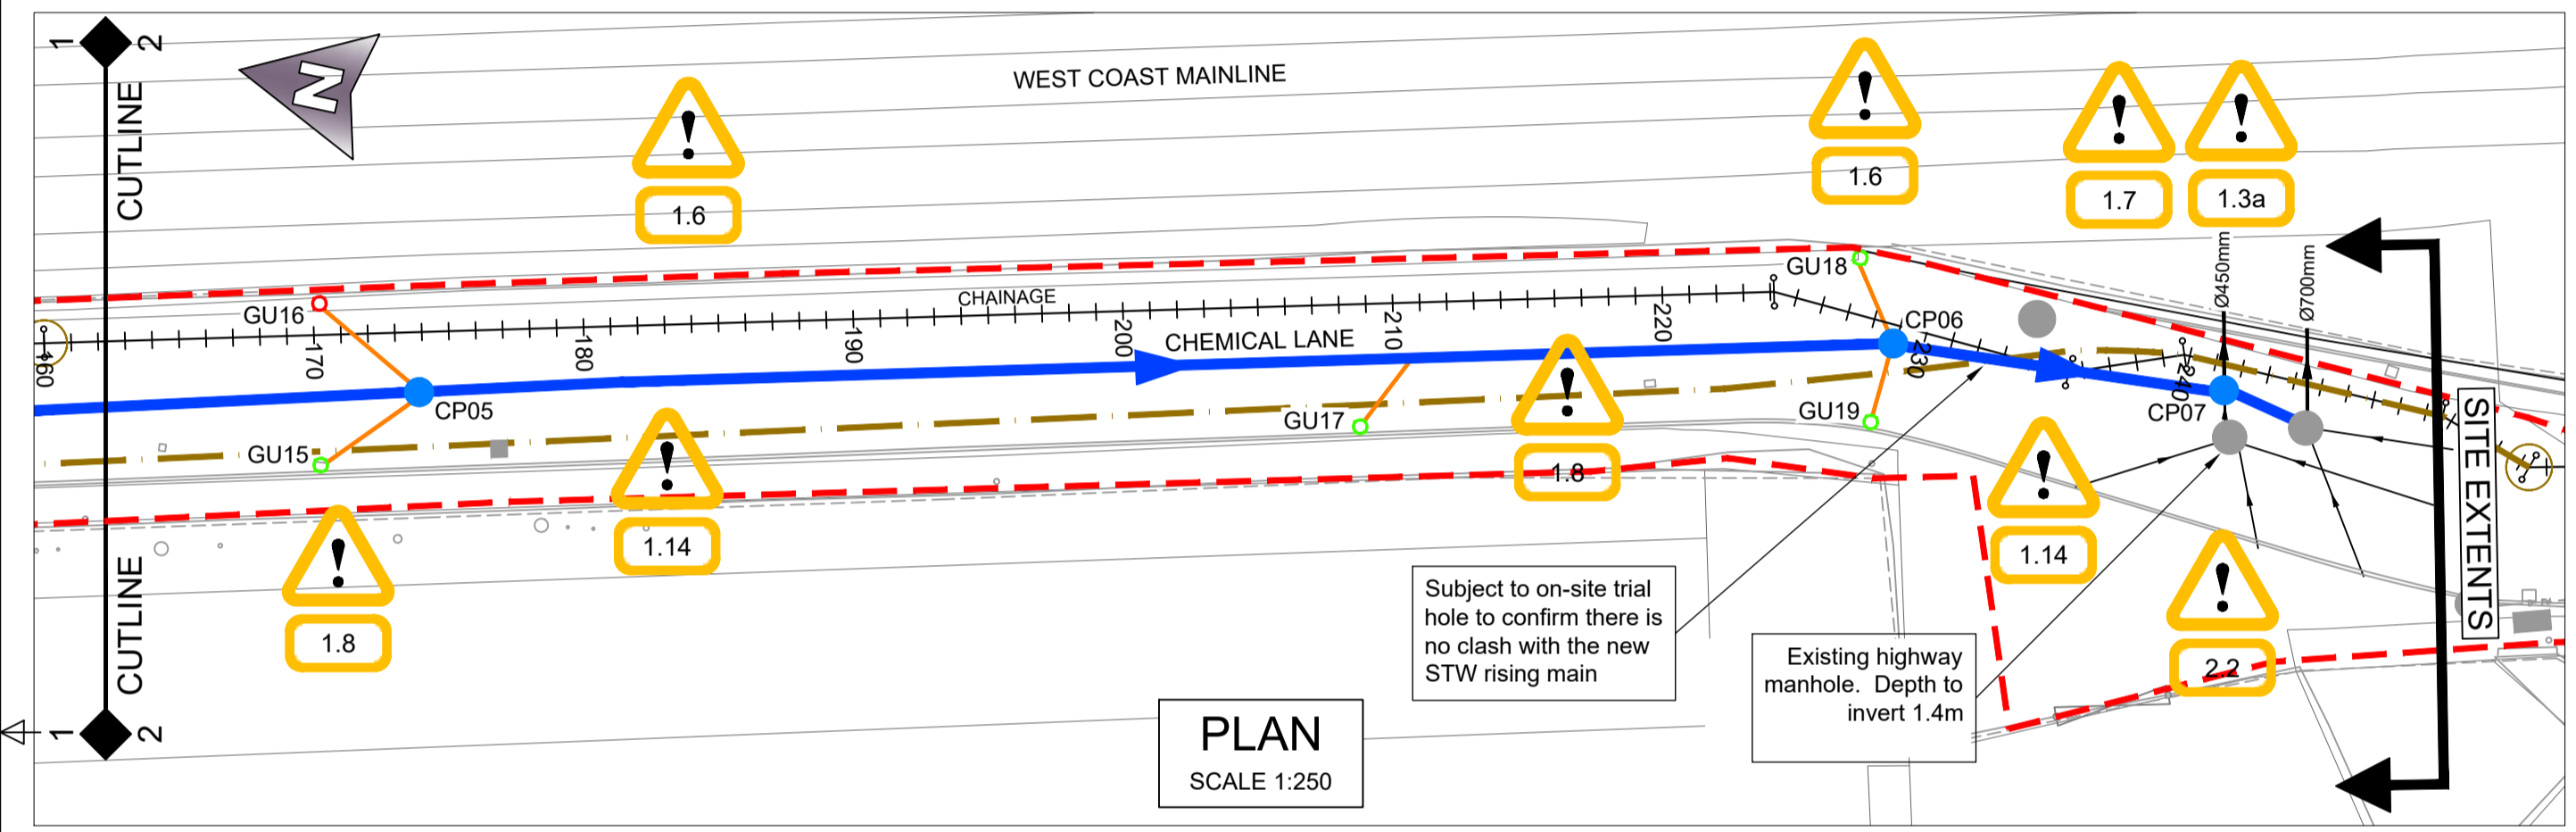 1
2
CUTLINE
N
WEST COAST MAINLINE
1.6
1.6
1.7
1.3a
Ø450mm
Ø700mm
GU16
GU18
CHAINAGE
CHEMICAL LANE
CP06
160
170
180
190
200
210
220
230
240
CP05
CP07
GU15
GU17
GU19
1.8
1.14
1.8
1.14
2.2
SITE EXTENTS
Subject to on-site trial
hole to confirm there is
no clash with the new
STW rising main
Existing highway
manhole. Depth to
invert 1.4m
CUTLINE
1
2
PLAN
SCALE 1:250